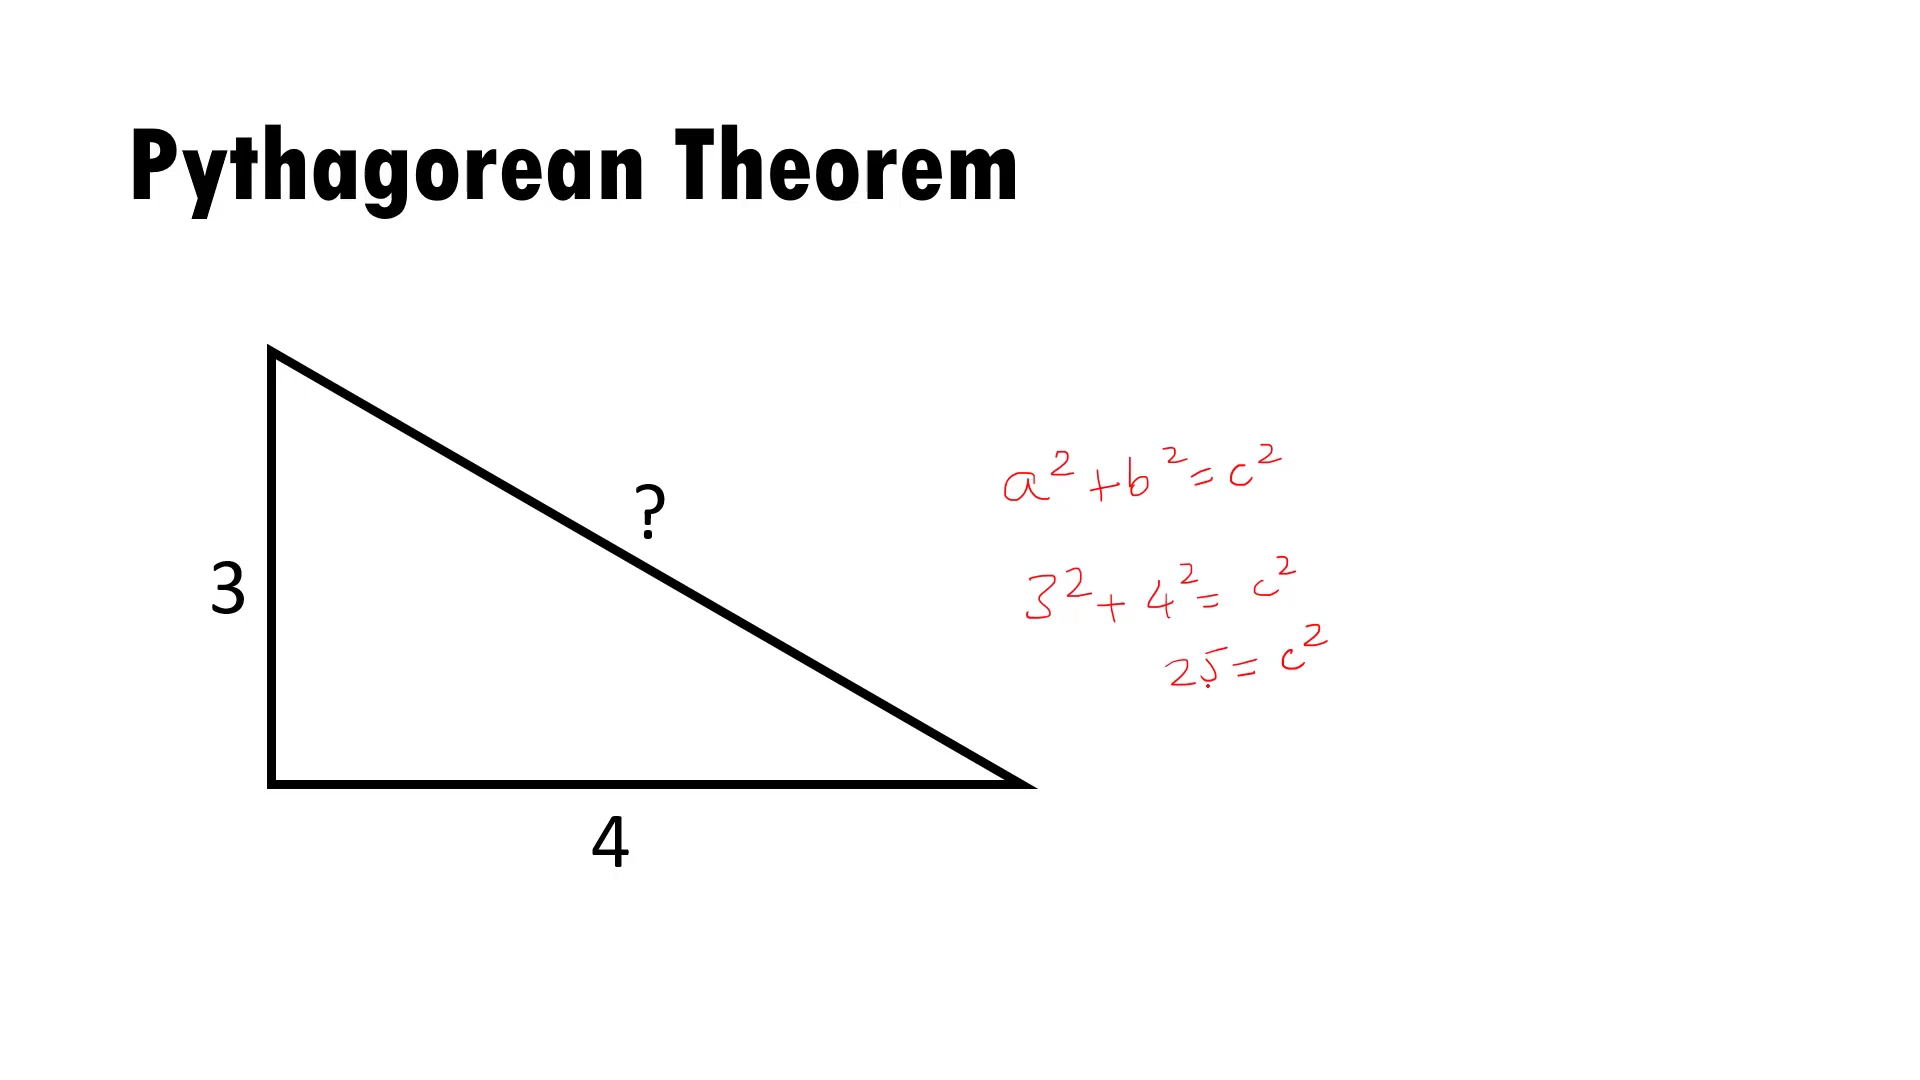 Pythagorean Theorem
?
3
4
a² + b² = c²
3² + 4² = c²
25 = c²